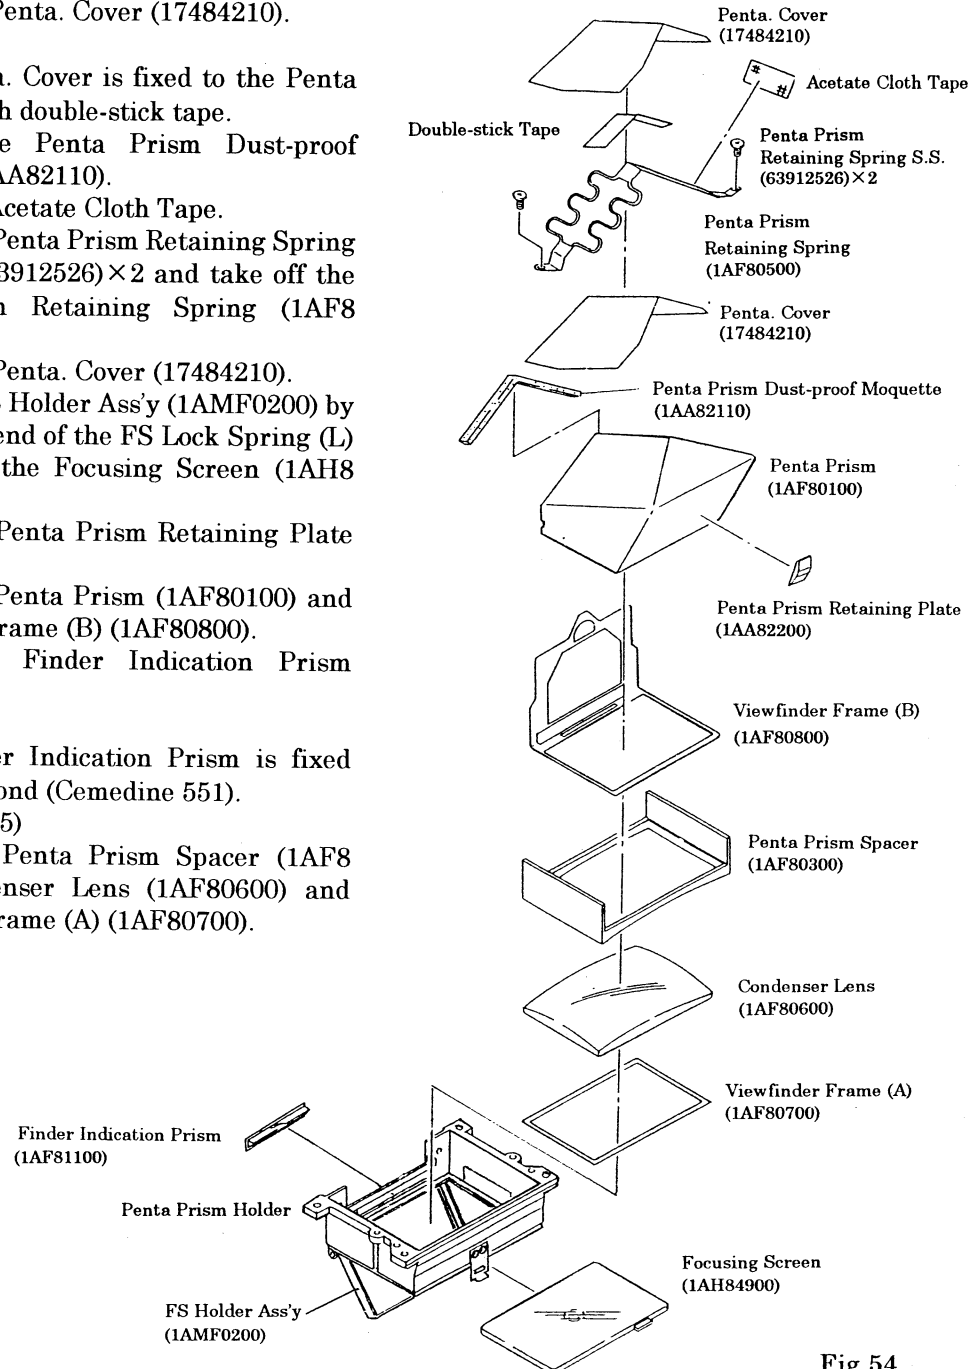 Penta. Cover (17484210).
. Cover is fixed to the Penta
double-stick tape.
Penta Prism Dust-proof
AA82110).
Acetate Cloth Tape.
Penta Prism Retaining Spring
3912526)×2 and take off the
Retaining Spring (1AF8
Penta. Cover (17484210).
Holder Ass'y (1AMF0200) by
end of the FS Lock Spring (L)
the Focusing Screen (1AH8
Penta Prism Retaining Plate
Penta Prism (1AF80100) and
rame (B) (1AF80800).
Finder Indication Prism
er Indication Prism is fixed
ond (Cemedine 551).
5)
Penta Prism Spacer (1AF8
enser Lens (1AF80600) and
rame (A) (1AF80700).
Penta. Cover
(17484210)
Acetate Cloth Tape
Double-stick Tape
Penta Prism
Retaining Spring S.S.
(63912526)×2
Penta Prism
Retaining Spring
(1AF80500)
Penta. Cover
(17484210)
Penta Prism Dust-proof Moquette
(1AA82110)
Penta Prism
(1AF80100)
Penta Prism Retaining Plate
(1AA82200)
Viewfinder Frame (B)
(1AF80800)
Penta Prism Spacer
(1AF80300)
Condenser Lens
(1AF80600)
Viewfinder Frame (A)
(1AF80700)
Finder Indication Prism
(1AF81100)
Penta Prism Holder
Focusing Screen
(1AH84900)
FS Holder Ass'y
(1AMF0200)
Fig 54